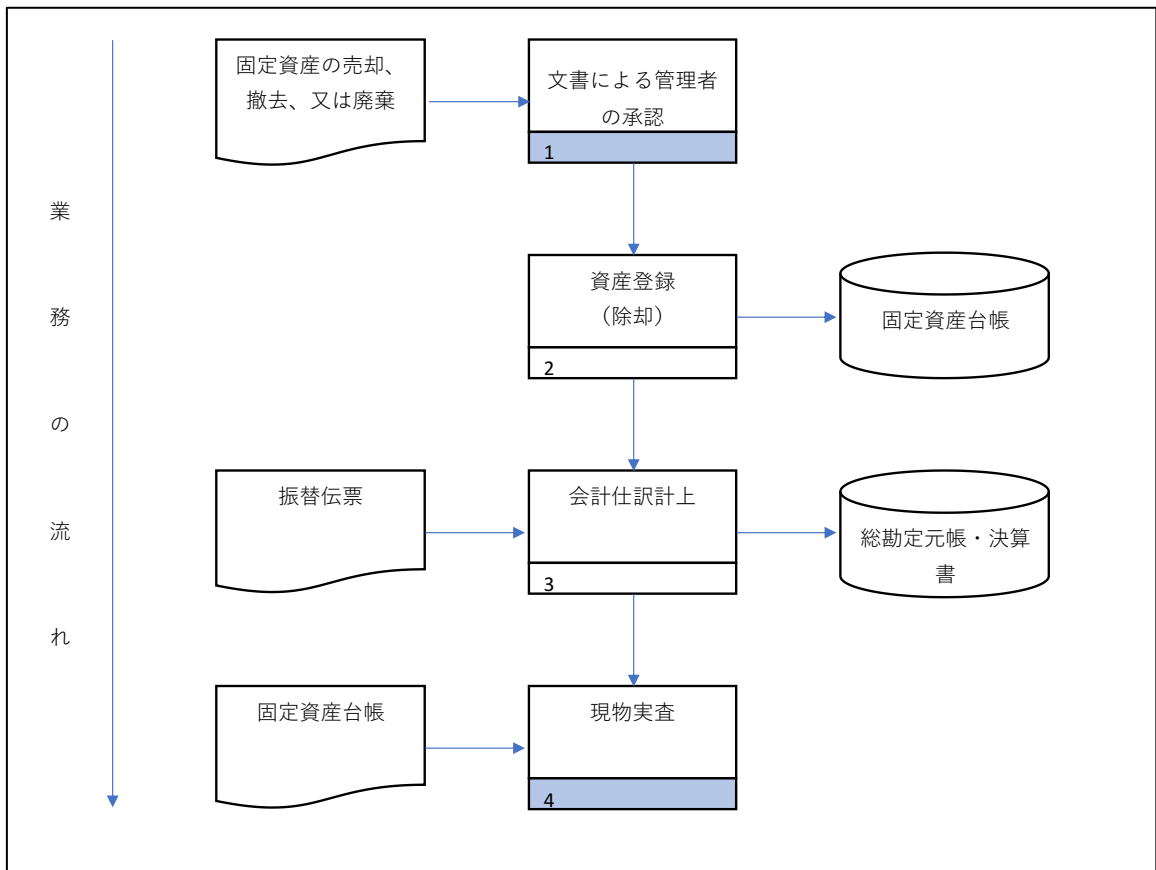 固定資産の売却、
撤去、又は廃棄
文書による管理者
の承認
1
資産登録
（除却）
2
固定資産台帳
振替伝票
会計仕訳計上
3
総勘定元帳・決算
書
固定資産台帳
現物実査
4
業務の流れ